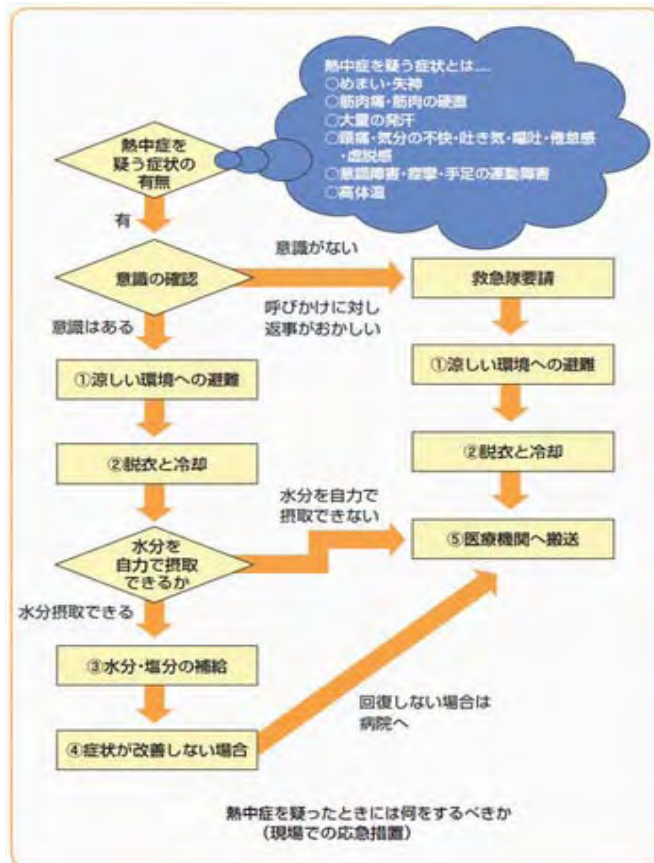 熱中症を疑う症状とは....
○めまい・失神
○筋肉痛・筋肉の硬直
○大量の発汗
○頭痛・気分の不快・吐き気・嘔吐・倦怠感
・虚脱感
○意識障害・痙攣・手足の運動障害
○高体温
熱中症を
疑う症状の
有無
有
意識の確認
意識がない
呼びかけに対し
返事がおかしい
救急隊要請
意識はある
①涼しい環境への避難
①涼しい環境への避難
②脱衣と冷却
②脱衣と冷却
水分を自力で
摂取できない
水分を
自力で摂取
できるか
⑤医療機関へ搬送
水分摂取できる
③水分・塩分の補給
回復しない場合は
病院へ
④症状が改善しない場合
熱中症を疑ったときには何をするべきか
(現場での応急措置)